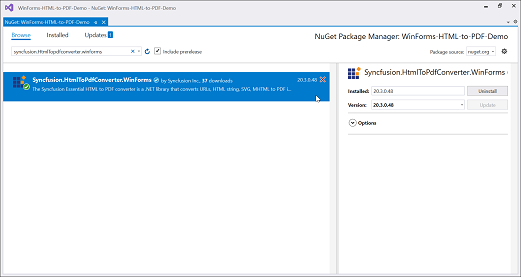 WinForms-HTML-to-PDF-Demo - NuGet: WinForms-HTML-to-PDF-Demo
NuGet: WinForms-HTML-to-PDF-Demo
Browse Installed Updates 1
NuGet Package Manager: WinForms-HTML-to-PDF-Demo
syncfusion.Htmltopdfconverter.winforms
Include prerelease
Package source: nuget.org
Syncfusion.HtmlToPdfConverter.WinForms by Syncfusion Inc., 37 downloads 20.3.0.48
The Syncfusion Essential HTML to PDF converter is a .NET library that converts URLs, HTML string, SVG, MHTML to PDF i...
Syncfusion.HtmlToPdfConverter.WinForms
Installed: 20.3.0.48 Uninstall
Version: 20.3.0.48 Update
Options